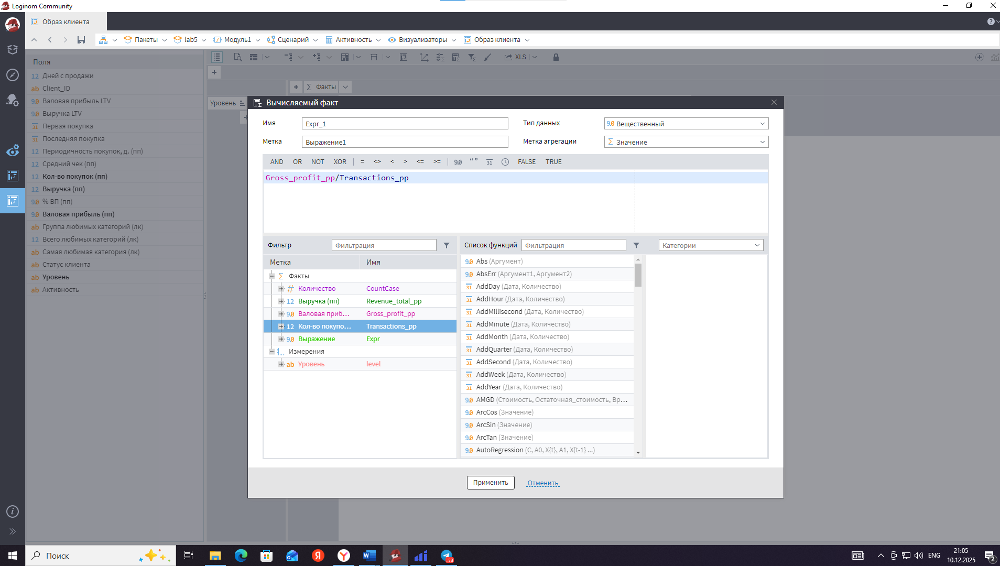 Loginom Community
Образ клиента
Пакеты lab5 Модуль1 Сценарий Активность Визуализаторы Образ клиента
Поля
12 Дней с продажи
ab Client_ID
9.0 Валовая прибыль LTV
9.0 Выручка LTV
31 Первая покупка
31 Последняя покупка
12 Периодичность покупок, д. (пп)
12 Средний чек (пп)
12 Кол-во покупок (пп)
12 Выручка (пп)
9.0 % ВП (пп)
9.0 Валовая прибыль (пп)
ab Группа любимых категорий (лк)
12 Всего любимых категорий (лк)
ab Самая любимая категория (лк)
ab Статус клиента
ab Уровень
ab Активность
XLS
+
+ Σ Факты
Уровень
Вычисляемый факт
Имя Expr_1 Тип данных 9.0 Вещественный
Метка Выражение1 Метка агрегации Σ Значение
AND OR NOT XOR = <> < > <= >= 9.0 “ ” 31 FALSE TRUE
Gross_profit_pp/Transactions_pp
Фильтр Фильтрация
Метка Имя
Σ Факты
# Количество CountCase
12 Выручка (пп) Revenue_total_pp
9.0 Валовая приб... Gross_profit_pp
12 Кол-во покупо... Transactions_pp
9.0 Выражение Expr
Измерения
ab Уровень level
Список функций Фильтрация Категории
9.0 Abs (Аргумент)
9.0 AbsErr (Аргумент1, Аргумент2)
31 AddDay (Дата, Количество)
31 AddHour (Дата, Количество)
31 AddMillisecond (Дата, Количество)
31 AddMinute (Дата, Количество)
31 AddMonth (Дата, Количество)
31 AddQuarter (Дата, Количество)
31 AddSecond (Дата, Количество)
31 AddWeek (Дата, Количество)
31 AddYear (Дата, Количество)
9.0 AMGD (Стоимость, Остаточная_стоимость, Вр...
9.0 ArcCos (Значение)
9.0 ArcSin (Значение)
9.0 ArcTan (Значение)
9.0 AutoRegression (C, A0, X{t}, A1, X{t-1} ...)
Применить Отменить
Поиск
53
ENG
21:05
10.12.2025
2